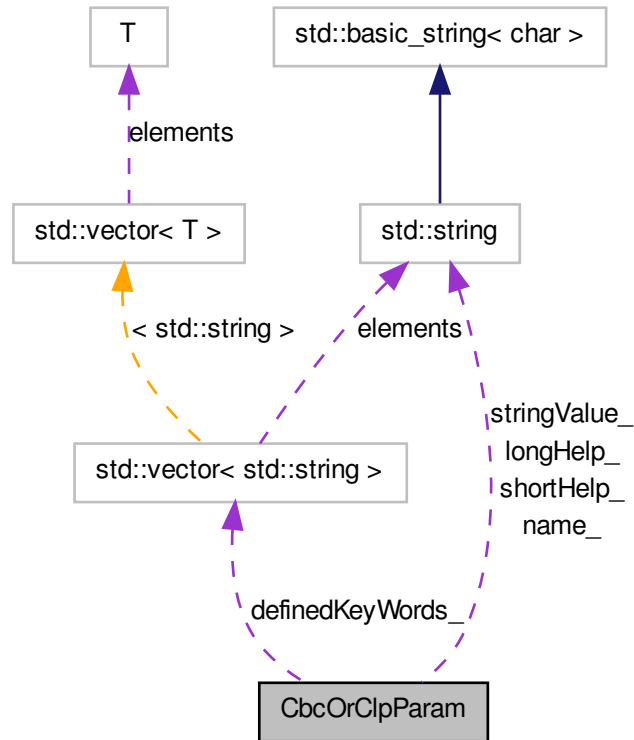 T
std::basic_string< char >
elements
std::vector< T >
std::string
< std::string >
elements
stringValue_
longHelp_
shortHelp_
name_
std::vector< std::string >
definedKeyWords_
CbcOrClpParam